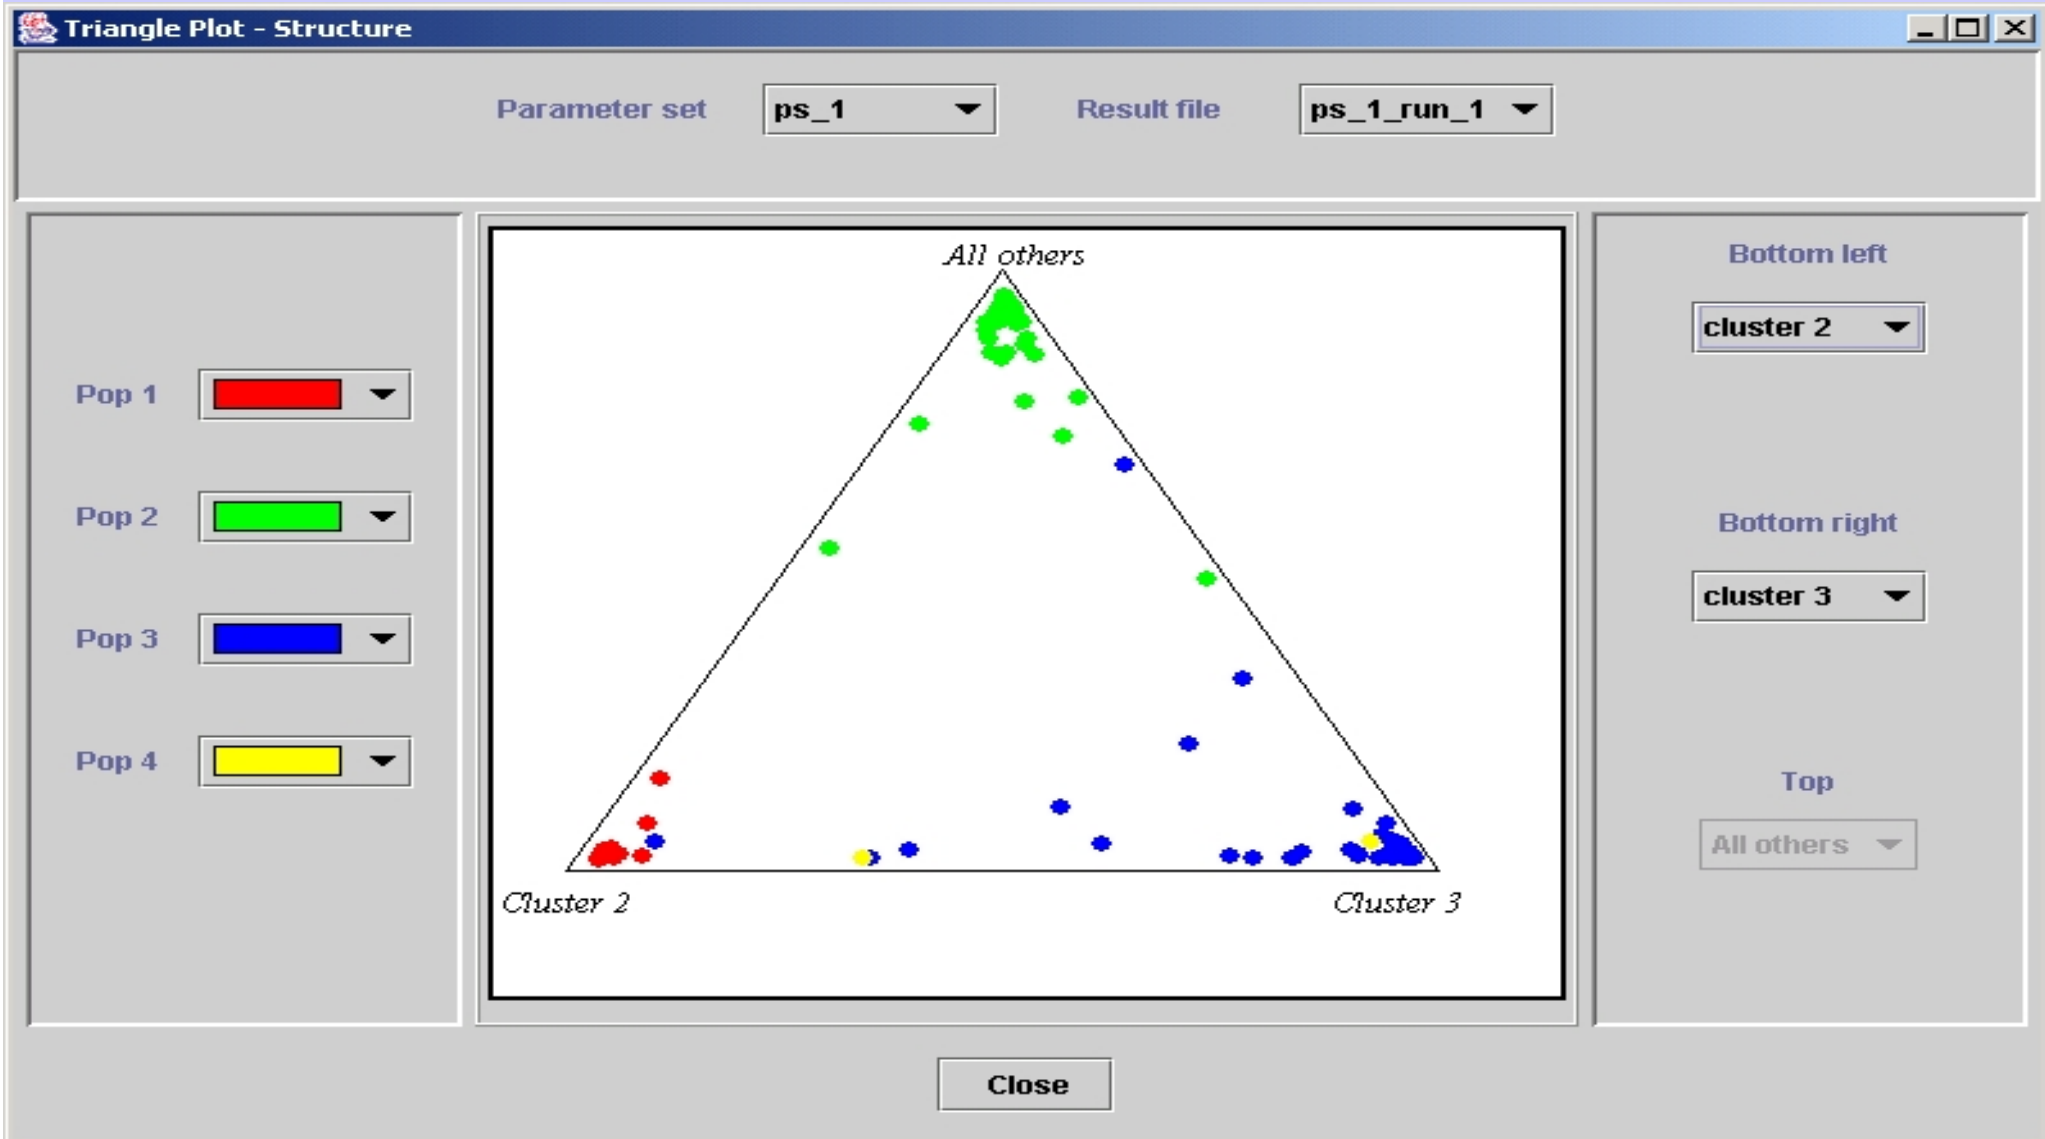 Triangle Plot - Structure
Parameter set ps_1 Result file ps_1_run_1
Pop 1
Pop 2
Pop 3
Pop 4
All others
Cluster 2 Cluster 3
Bottom left
cluster 2
Bottom right
cluster 3
Top
All others
Close